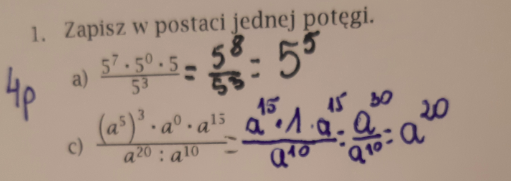 1. Zapisz w postaci jednej potęgi.
a) \frac{5^7 \cdot 5^0 \cdot 5}{5^3} = \frac{5^8}{5^3} = 5^5
4p
c) \frac{(a^5)^3 \cdot a^0 \cdot a^{15}}{a^{20} : a^{10}} = \frac{a^{15} \cdot 1 \cdot a^{15}}{a^{10}} = \frac{a^{30}}{a^{10}} = a^{20}